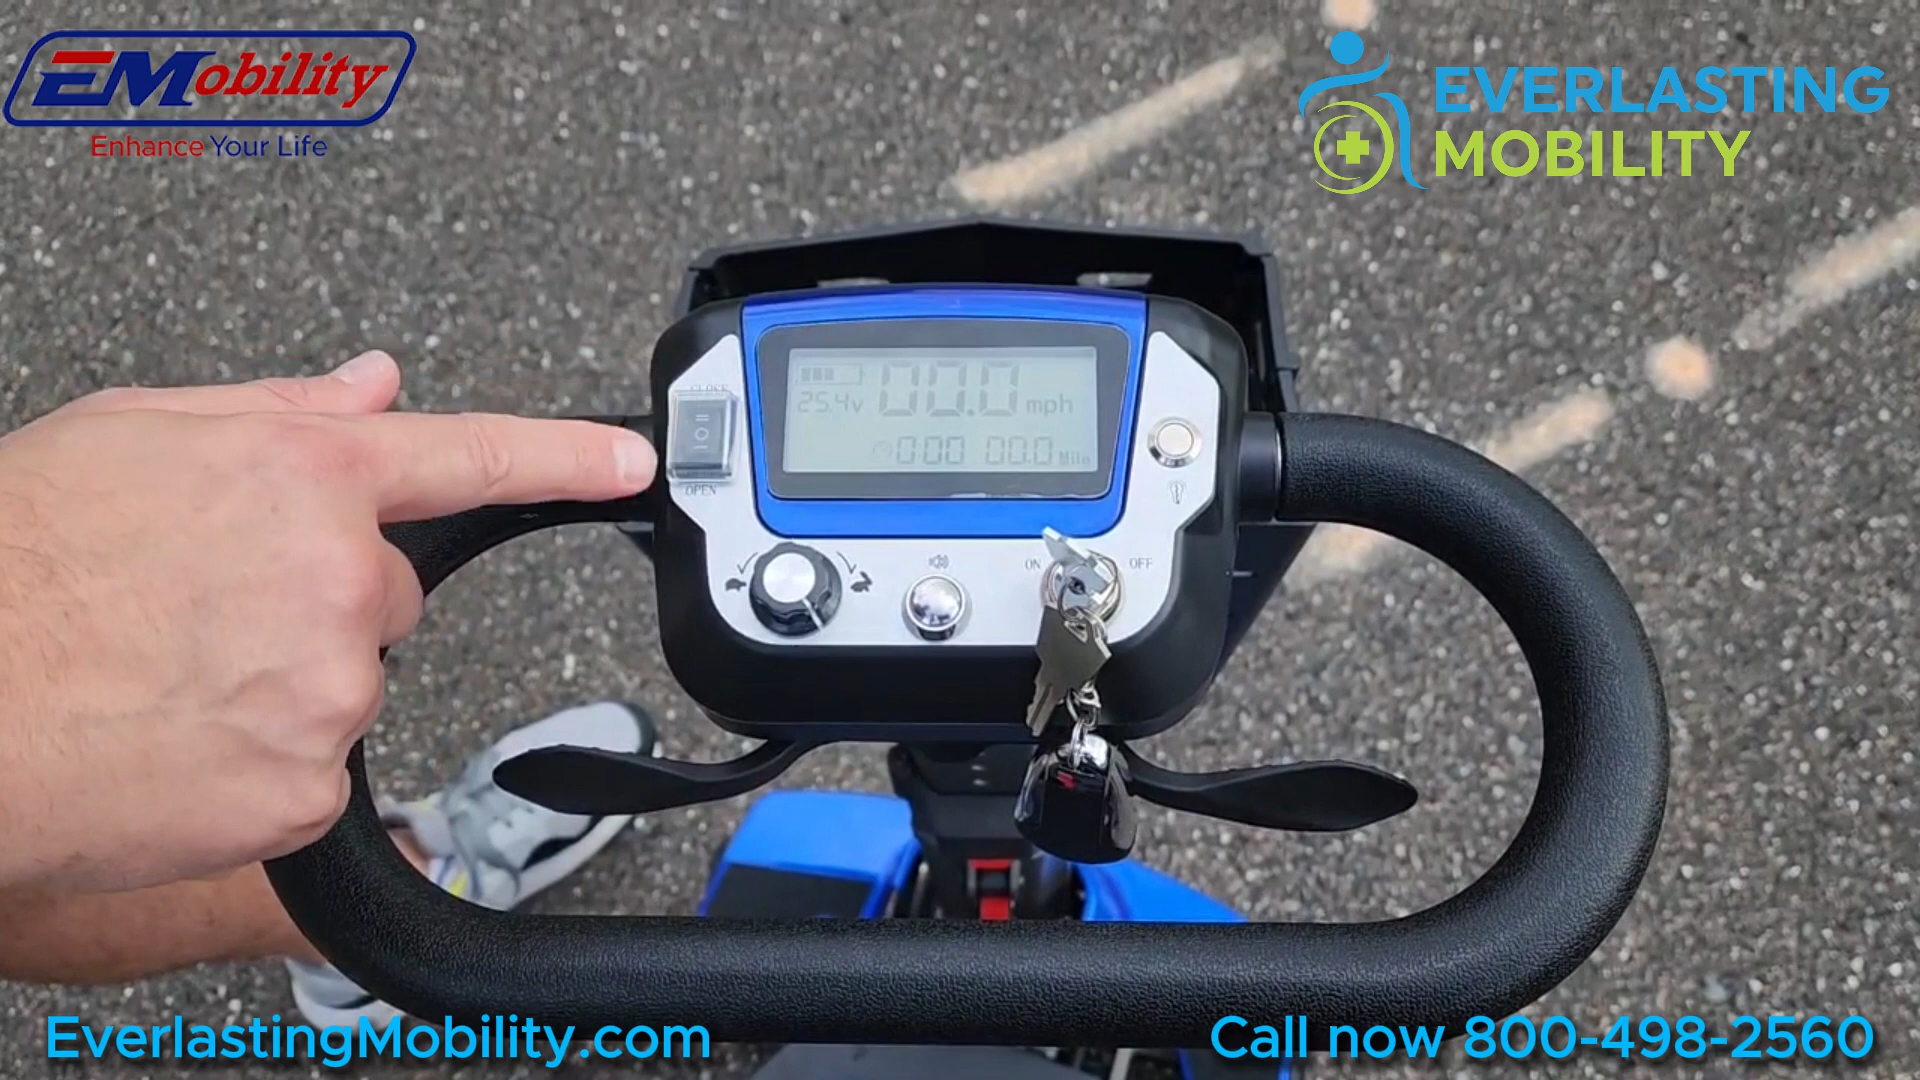 EMobility
Enhance Your Life
EVERLASTING
MOBILITY
CLOSE
OPEN
25.4v 00.0 mph
0:00 00.0 Mile
ON OFF
EverlastingMobility.com
Call now 800-498-2560